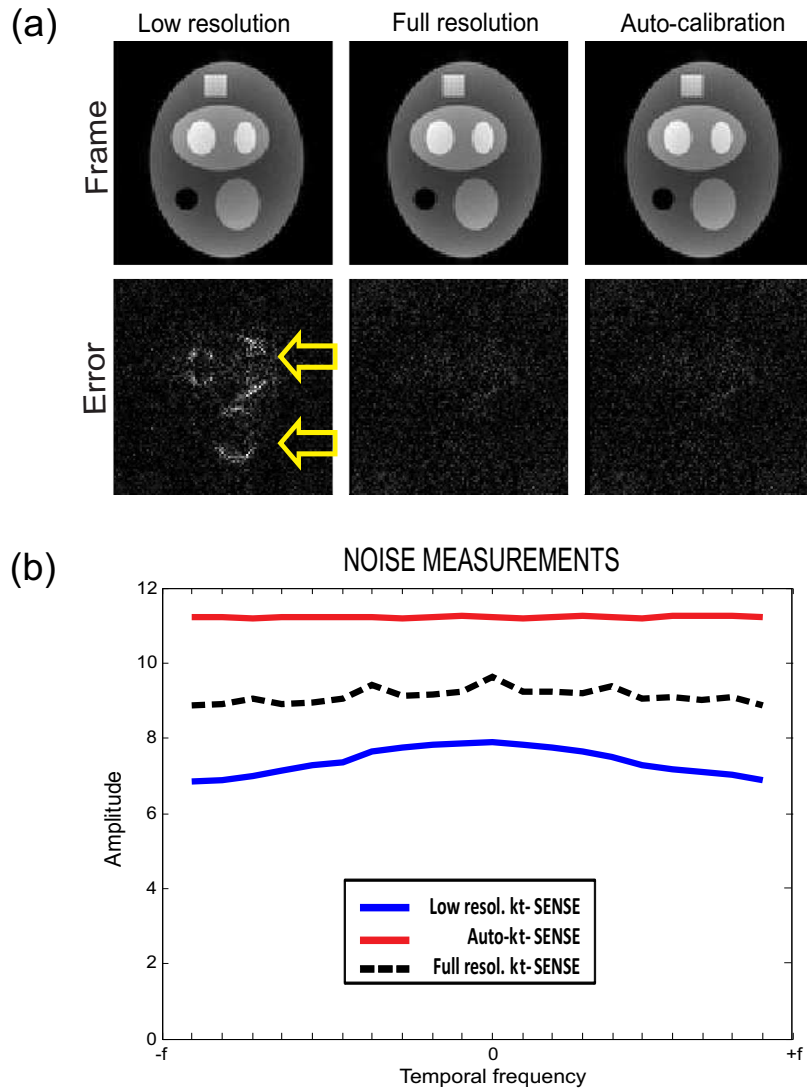 (a)
Low resolution Full resolution Auto-calibration
Frame
Error
(b)
NOISE MEASUREMENTS
12
10
8
6
4
2
0
Amplitude
Low resol. kt- SENSE
Auto-kt- SENSE
Full resol. kt- SENSE
-f 0 +f
Temporal frequency